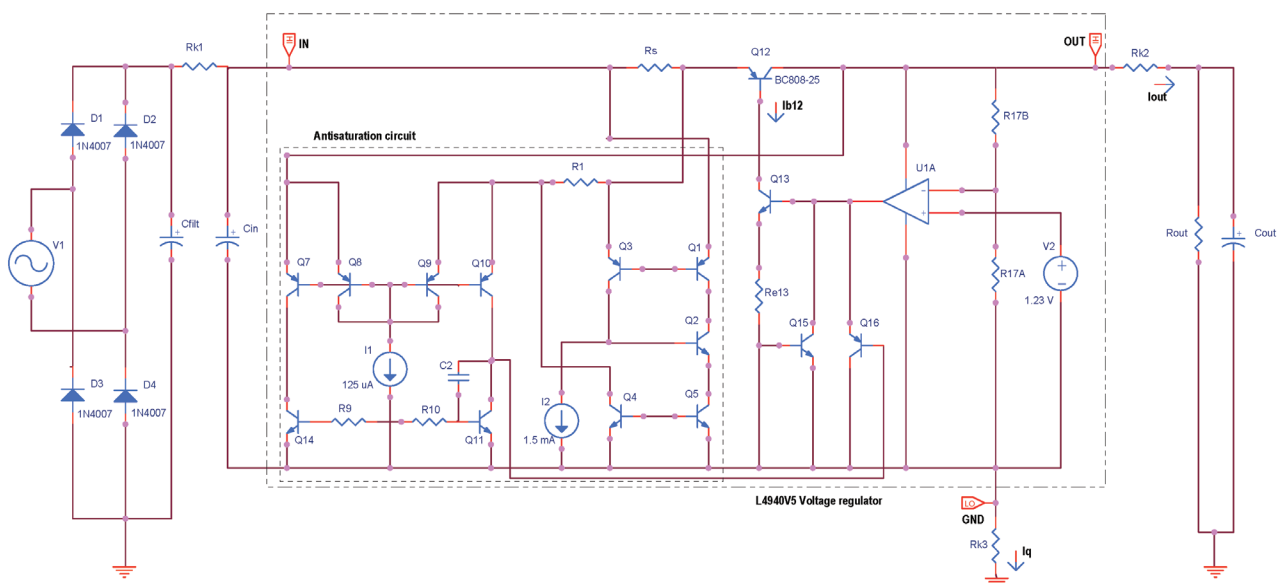 IN
OUT
Rk1
Rs
Q12
Rk2
BC808-25
Iout
Ib12
D1
D2
R17B
Antisaturation circuit
1N4007
1N4007
R1
U1A
Q13
Cfilt
Cin
V1
Q7
Q8
Q9
Q10
Q3
Q1
V2
Rout
Cout
R17A
Re13
1.23 V
Q15
Q16
Q2
I1
125 uA
C2
D3
D4
I2
1N4007
1N4007
R9
R10
Q4
Q5
1.5 mA
Q14
Q11
L4940V5 Voltage regulator
LO
GND
Rk3
Iq